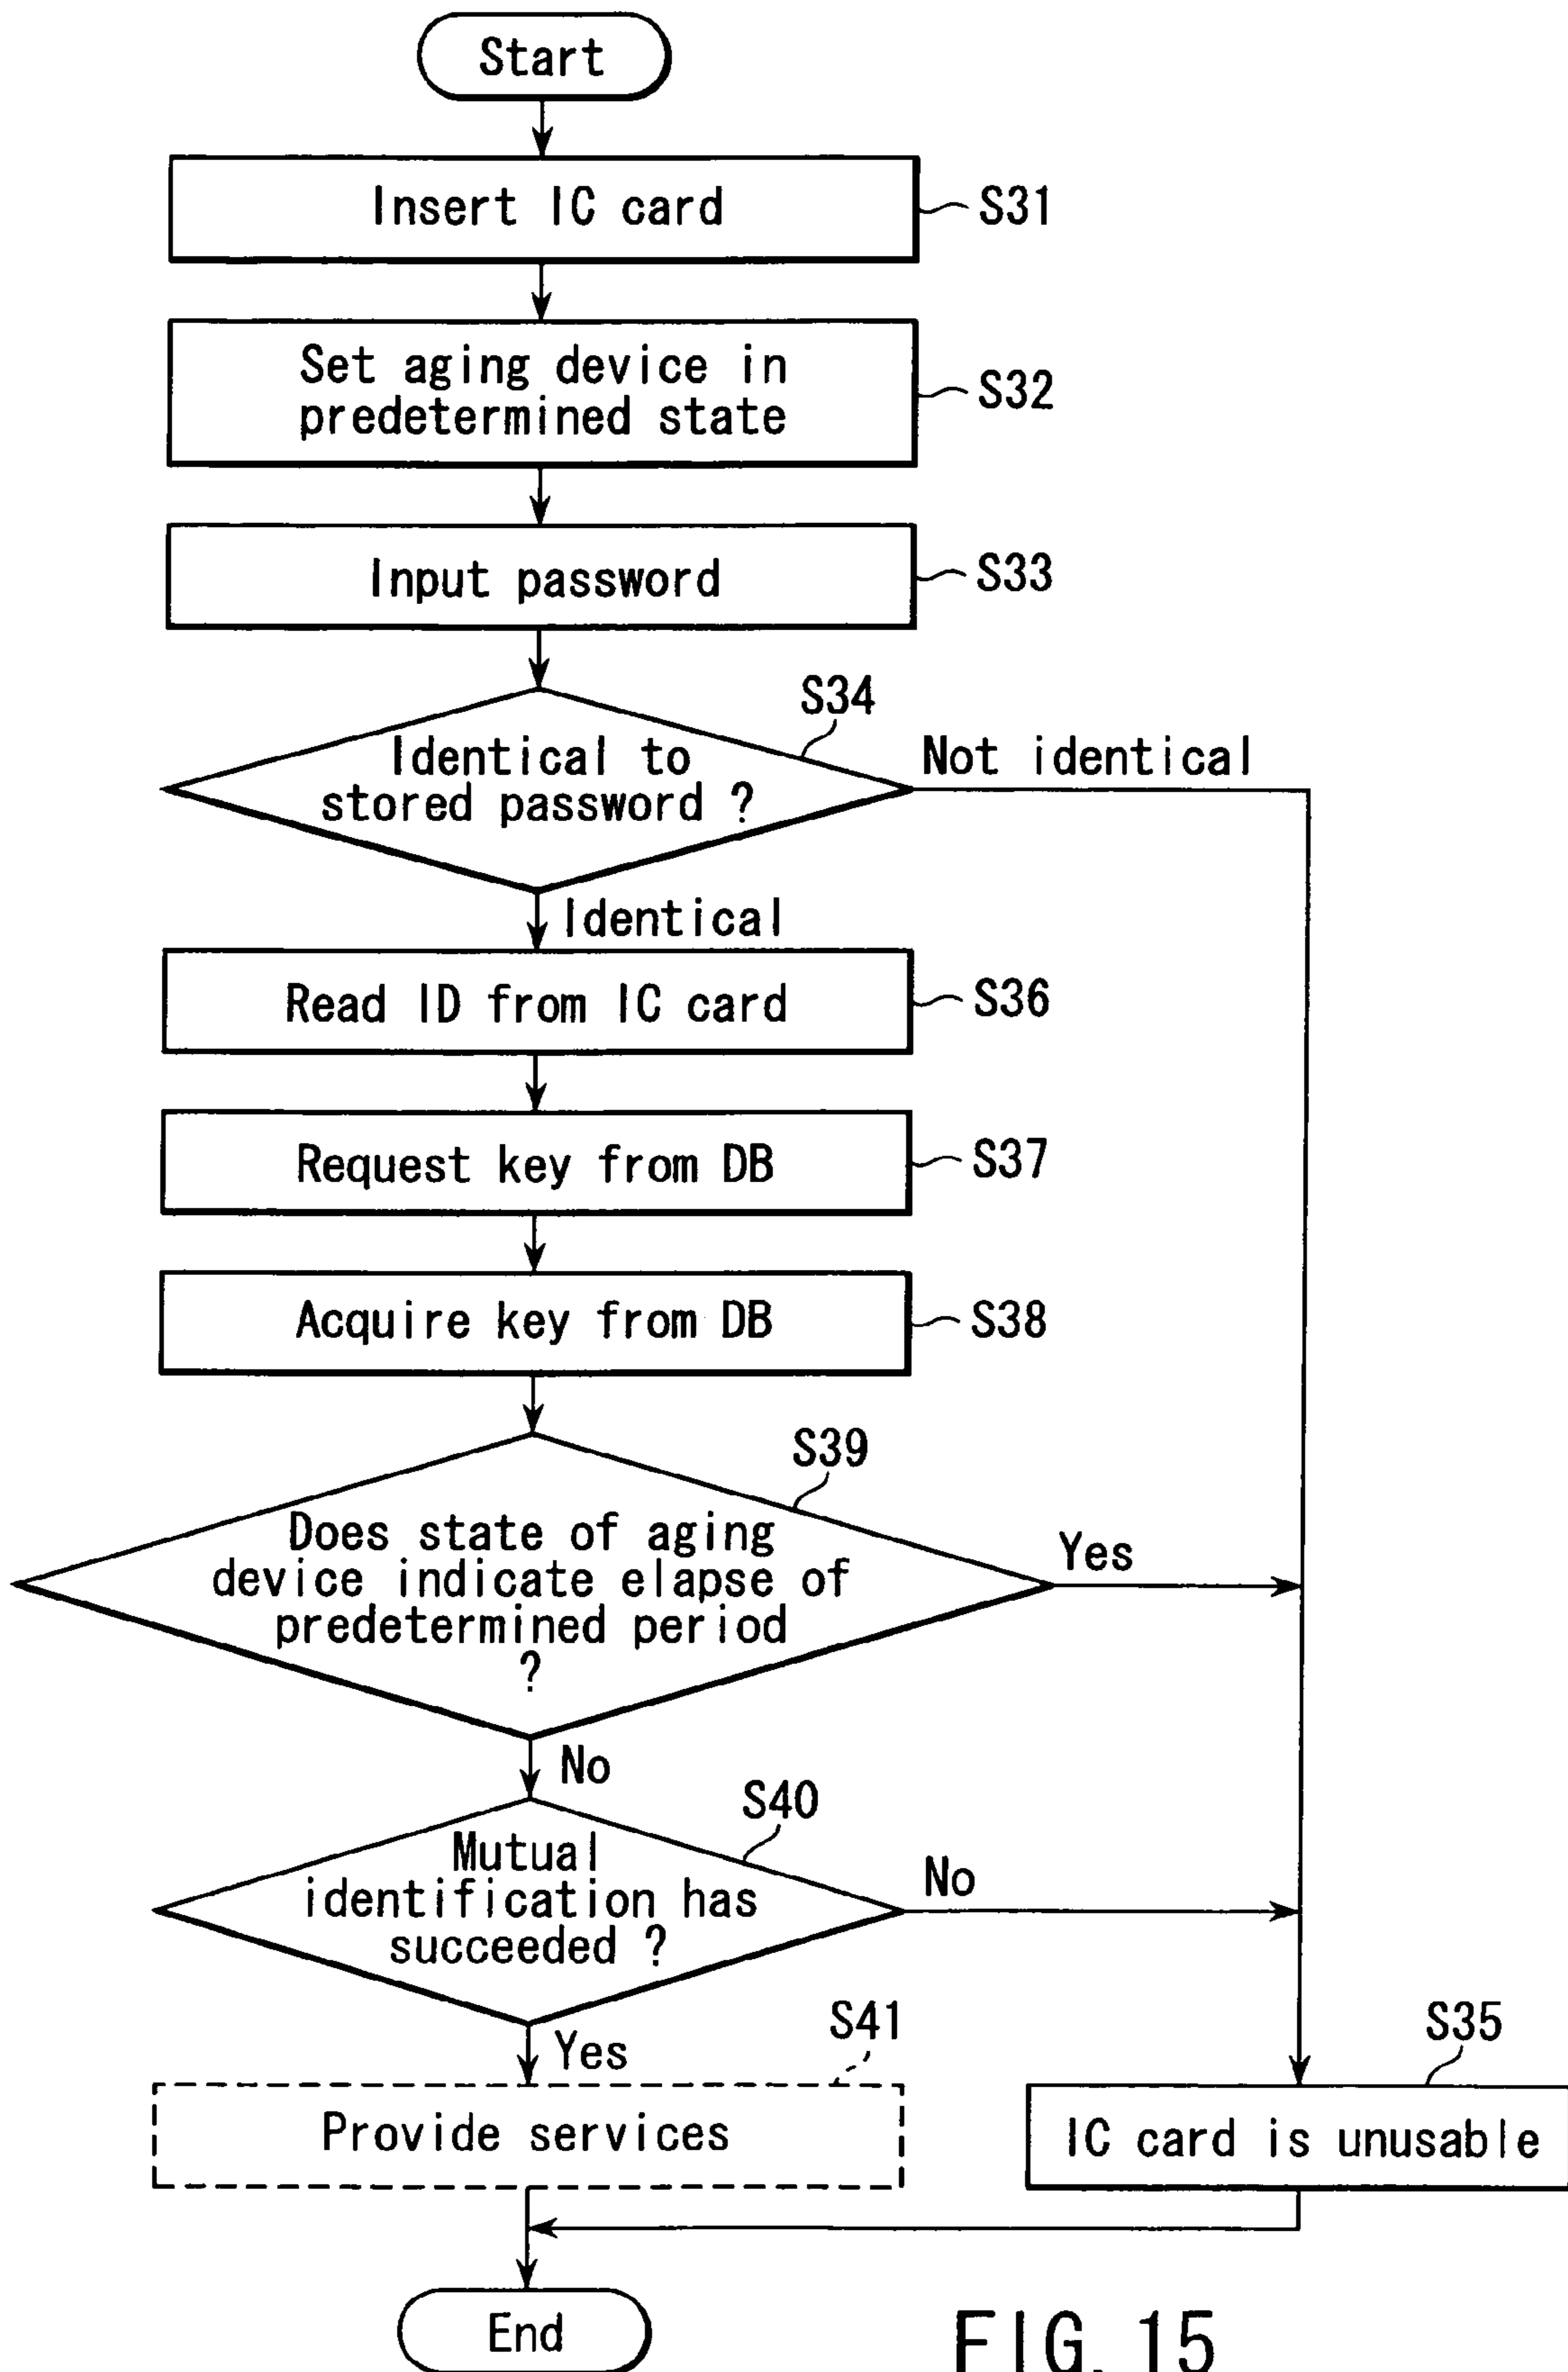 Start
Insert IC card
S31
Set aging device in
predetermined state
S32
Input password
S33
S34
Identical to
stored password ?
Not identical
Identical
Read ID from IC card
S36
Request key from DB
S37
Acquire key from DB
S38
S39
Does state of aging
device indicate elapse of
predetermined period
?
Yes
No
S40
Mutual
identification has
succeeded ?
No
Yes
S41
Provide services
S35
IC card is unusable
End
FIG. 15